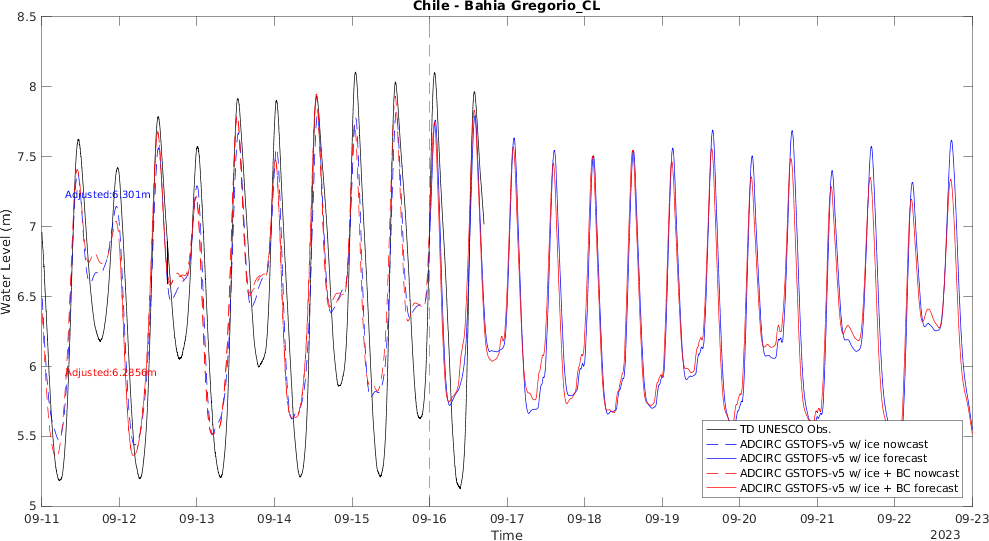 Chile - Bahia Gregorio_CL
8.5
8
7.5
7
6.5
6
5.5
5
Water Level (m)
Adjusted:6.301m
Adjusted:6.2856m
TD UNESCO Obs.
ADCIRC GSTOFS-v5 w/ ice nowcast
ADCIRC GSTOFS-v5 w/ ice forecast
ADCIRC GSTOFS-v5 w/ ice + BC nowcast
ADCIRC GSTOFS-v5 w/ ice + BC forecast
09-11 09-12 09-13 09-14 09-15 09-16 09-17 09-18 09-19 09-20 09-21 09-22 09-23
Time
2023